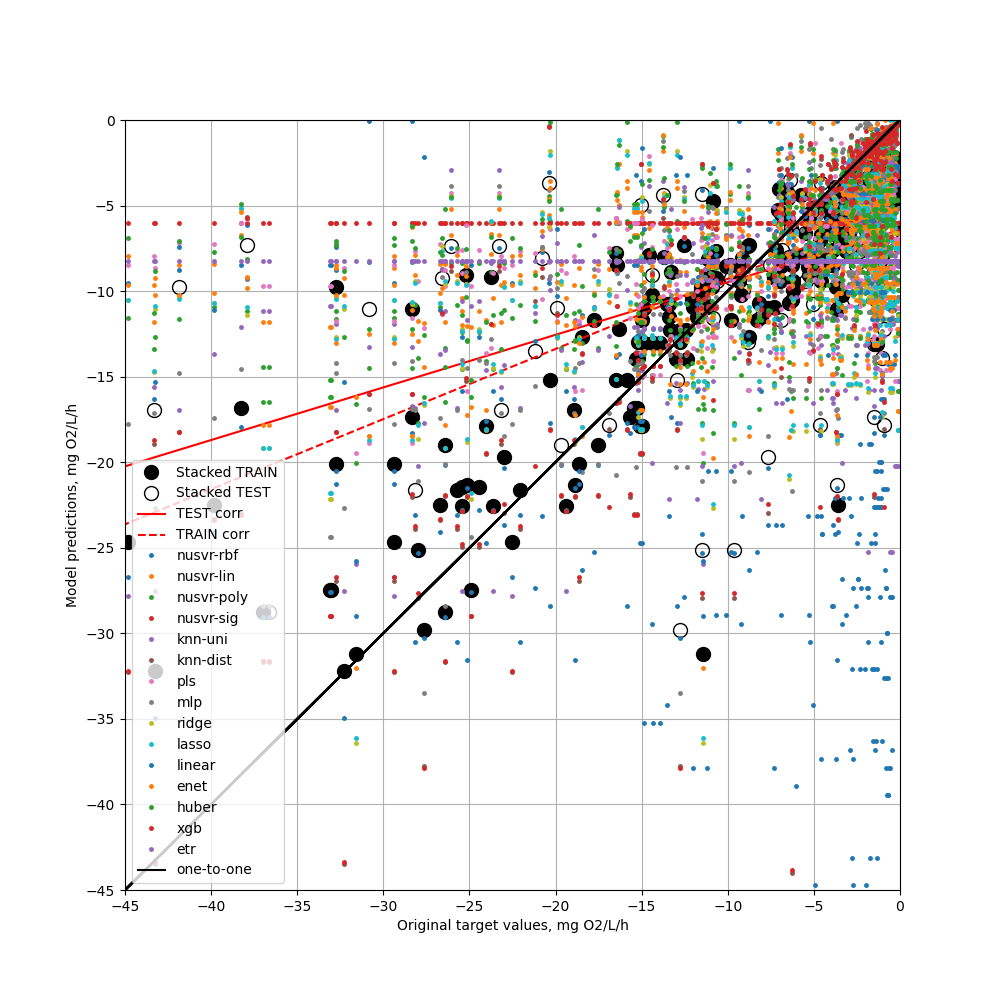 0
−5
−10
−15
−20
−25
−30
−35
−40
−45
Model predictions, mg O2/L/h
Stacked TRAIN
Stacked TEST
TEST corr
TRAIN corr
nusvr-rbf
nusvr-lin
nusvr-poly
nusvr-sig
knn-uni
knn-dist
pls
mlp
ridge
lasso
linear
enet
huber
xgb
etr
one-to-one
−45 −40 −35 −30 −25 −20 −15 −10 −5 0
Original target values, mg O2/L/h